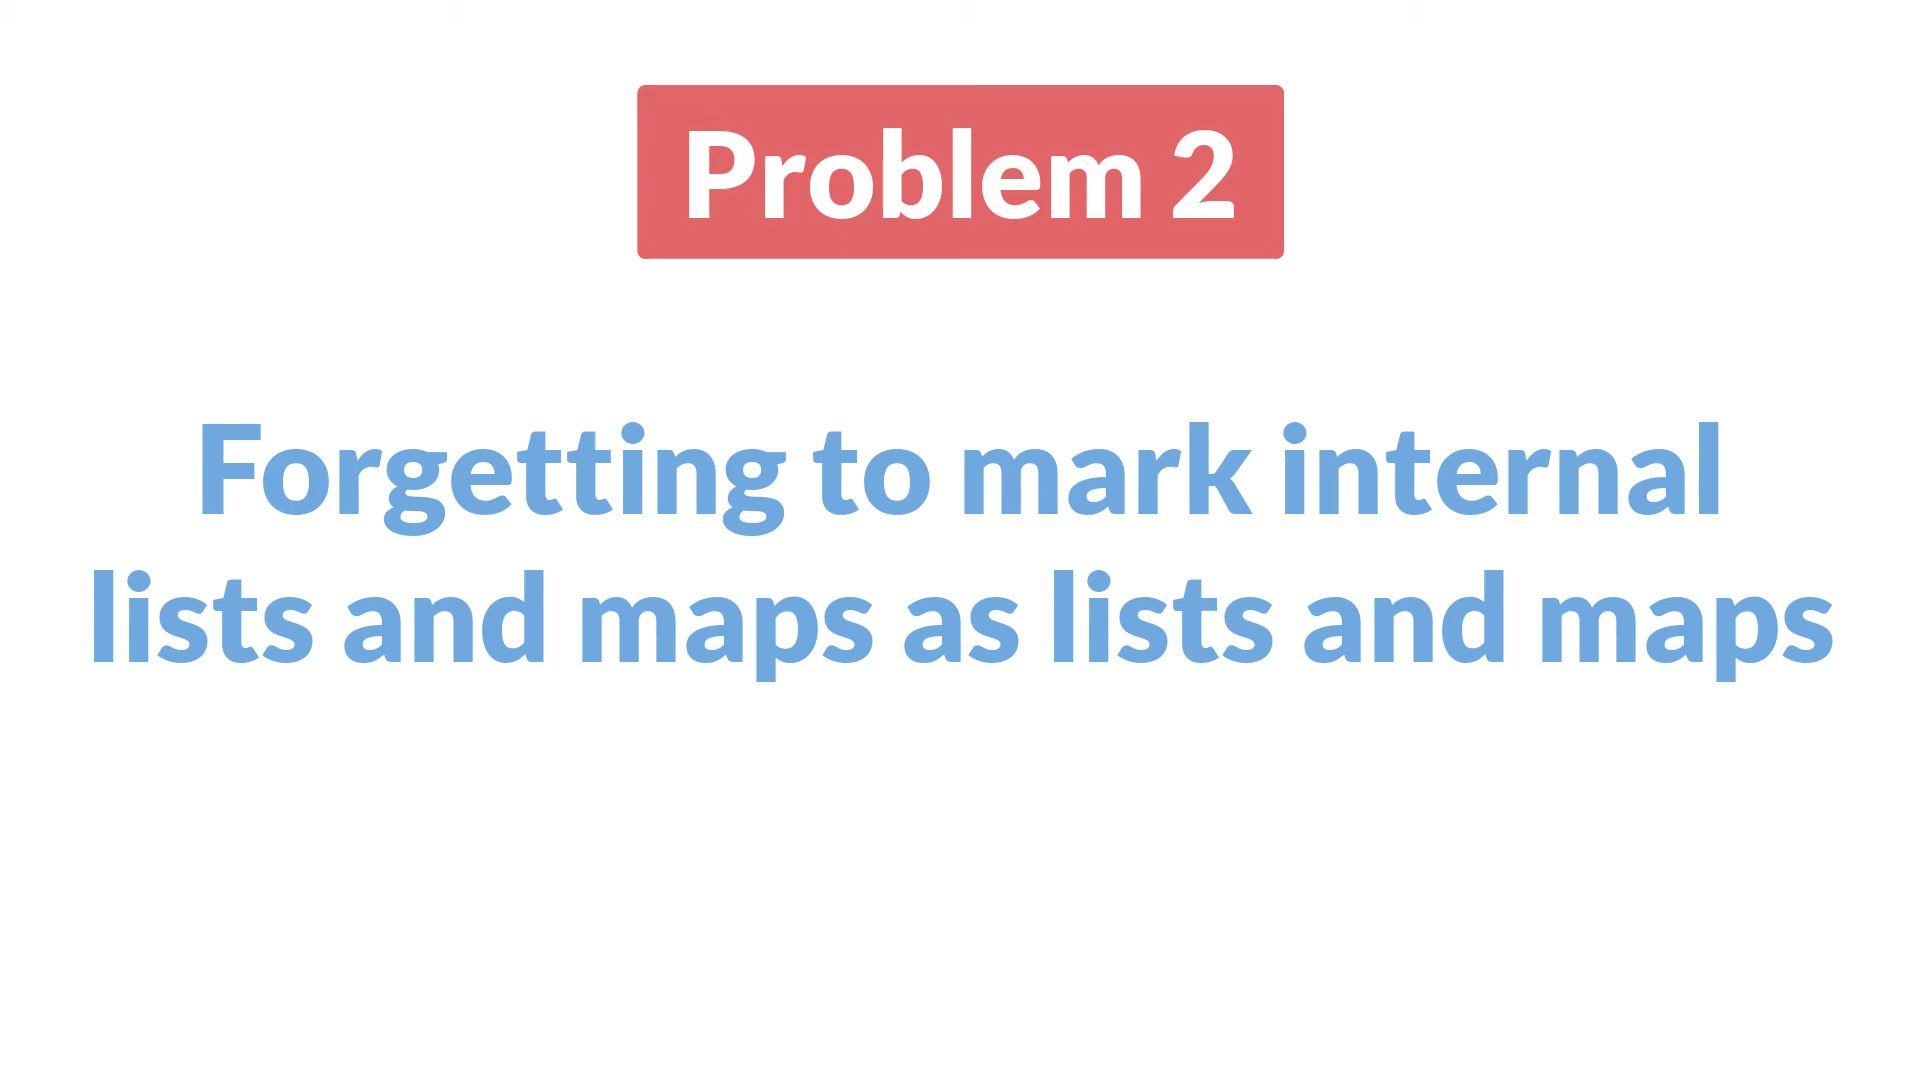 Problem 2
Forgetting to mark internal
lists and maps as lists and maps